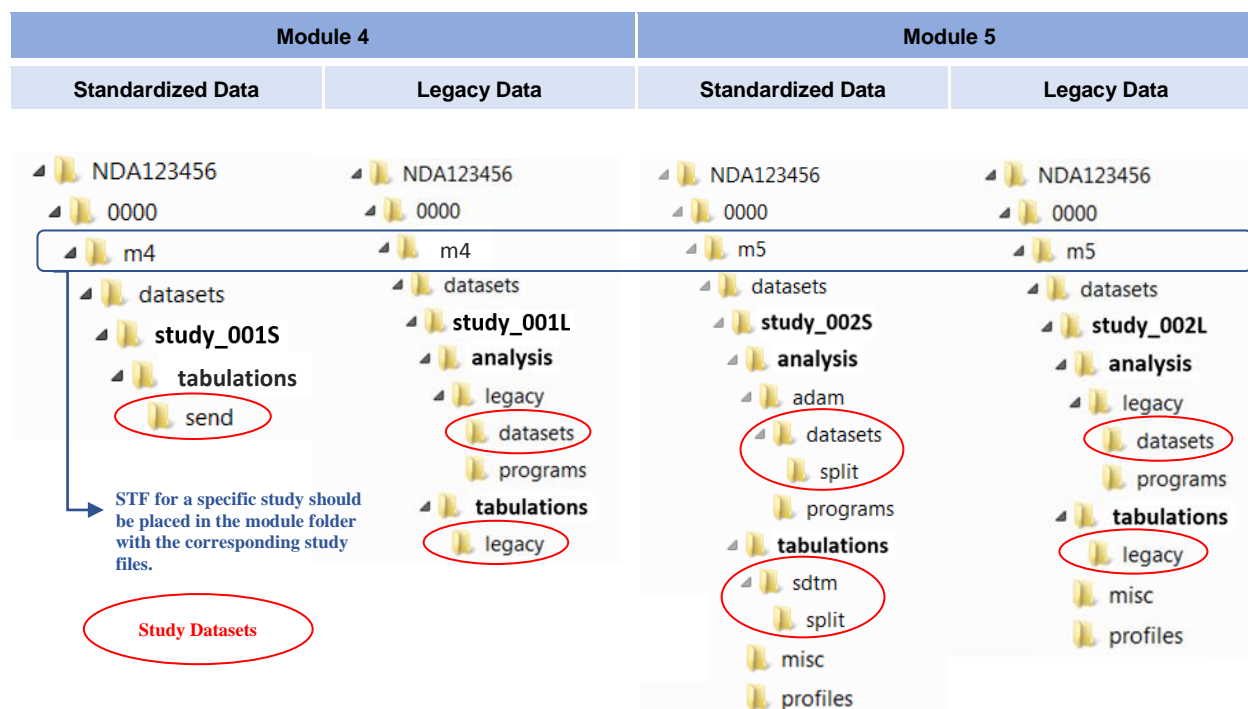 Module 4
Module 5
Standardized Data
Legacy Data
Standardized Data
Legacy Data
NDA123456
0000
m4
datasets
study_001S
tabulations
send
STF for a specific study should
be placed in the module folder
with the corresponding study
files.
Study Datasets
NDA123456
0000
m4
datasets
study_001L
analysis
legacy
datasets
programs
tabulations
legacy
NDA123456
0000
m5
datasets
study_002S
analysis
adam
datasets
split
programs
tabulations
sdtm
split
misc
profiles
NDA123456
0000
m5
datasets
study_002L
analysis
legacy
datasets
programs
tabulations
legacy
misc
profiles